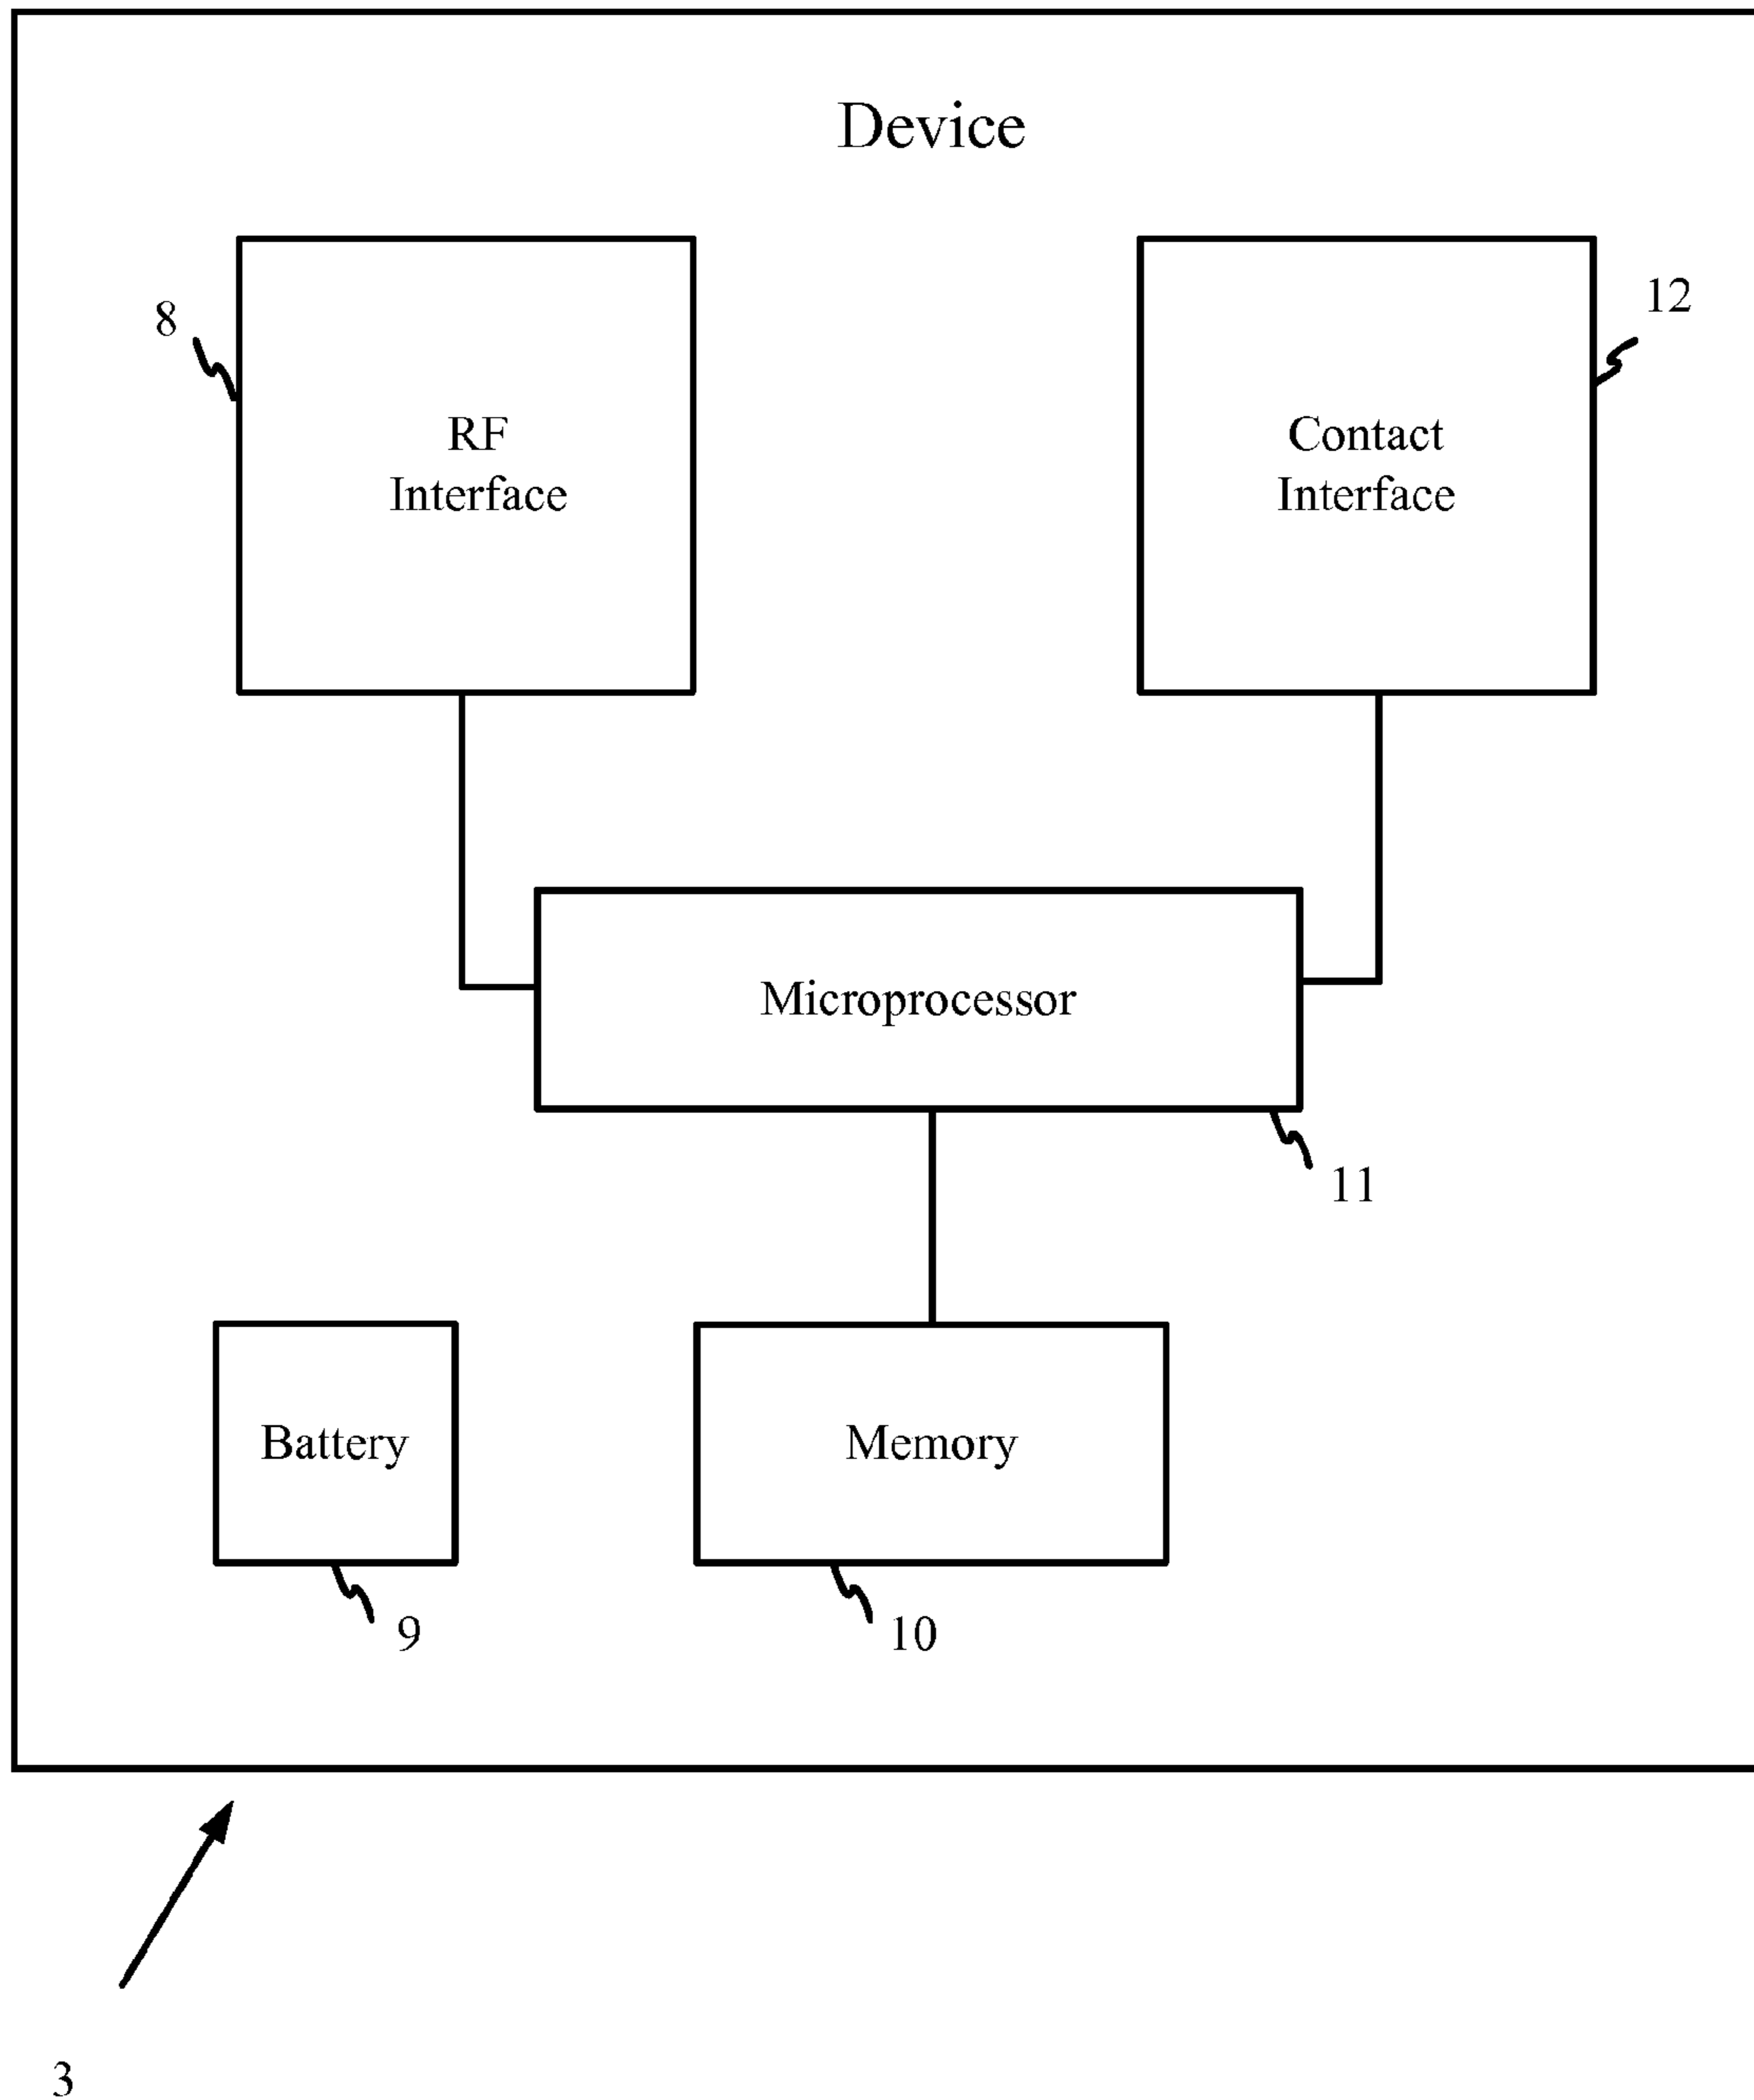 Device
8
12
RF
Interface
Contact
Interface
Microprocessor
11
Battery
Memory
9
10
3